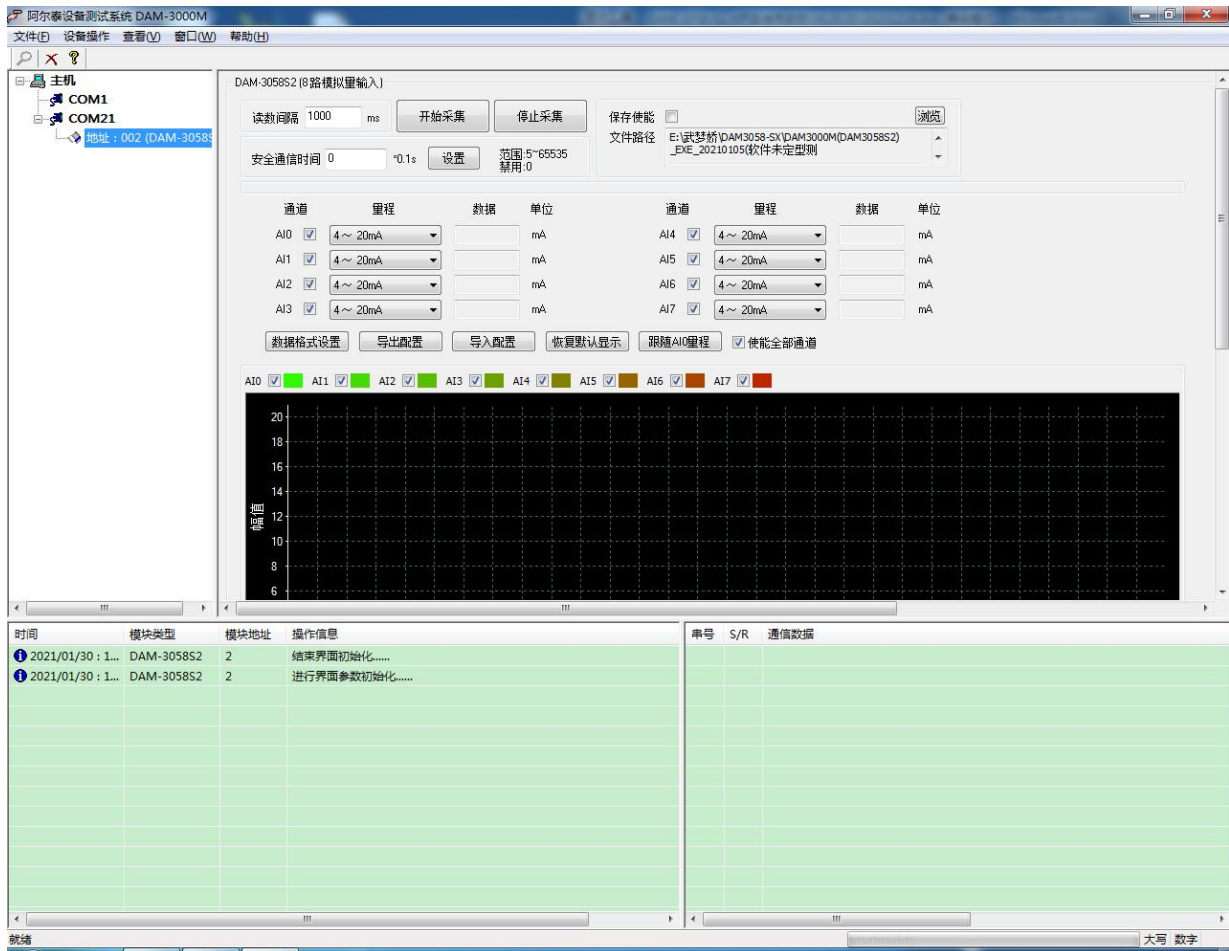 阿尔泰设备测试系统 DAM-3000M
文件(F) 设备操作 查看(V) 窗口(W) 帮助(H)
主机
COM1
COM21
地址：002 (DAM-3058S
DAM-3058S2 (8路模拟量输入)
读数间隔 1000 ms 开始采集 停止采集
安全通信时间 0 *0.1s 设置 范围:5~65535
禁用:0
保存使能 浏览
文件路径 E:\武梦娇\DAM3058-SX\DAM3000M(DAM3058S2)
_EXE_20210105(软件未定型测
通道 量程 数据 单位 通道 量程 数据 单位
AI0 4～ 20mA mA AI4 4～ 20mA mA
AI1 4～ 20mA mA AI5 4～ 20mA mA
AI2 4～ 20mA mA AI6 4～ 20mA mA
AI3 4～ 20mA mA AI7 4～ 20mA mA
数据格式设置 导出配置 导入配置 恢复默认显示 跟随AI0量程 使能全部通道
AI0 AI1 AI2 AI3 AI4 AI5 AI6 AI7
幅值
20
18
16
14
12
10
8
6
时间 模块类型 模块地址 操作信息
2021/01/30 : 1... DAM-3058S2 2 结束界面初始化......
2021/01/30 : 1... DAM-3058S2 2 进行界面参数初始化......
串号 S/R 通信数据
就绪 大写 数字